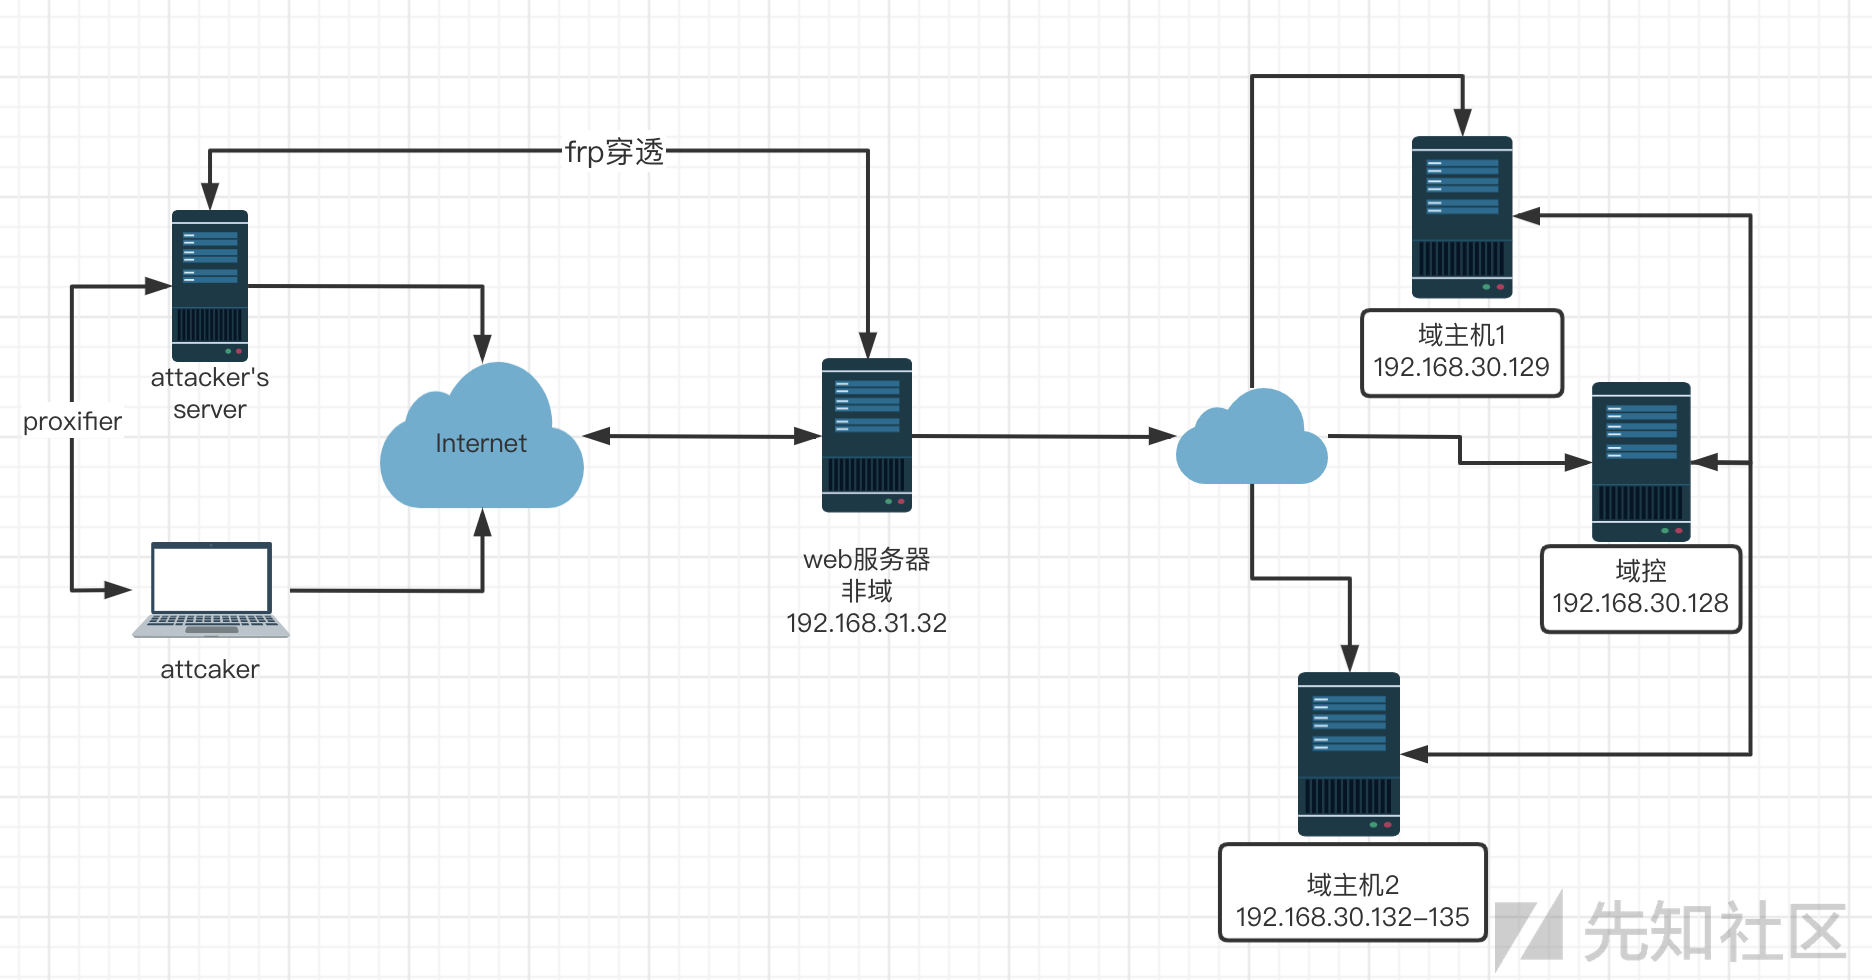 frp穿透
attacker's
server
proxifier
Internet
attcaker
web服务器
非域
192.168.31.32
域主机1
192.168.30.129
域控
192.168.30.128
域主机2
192.168.30.132-135
先知社区